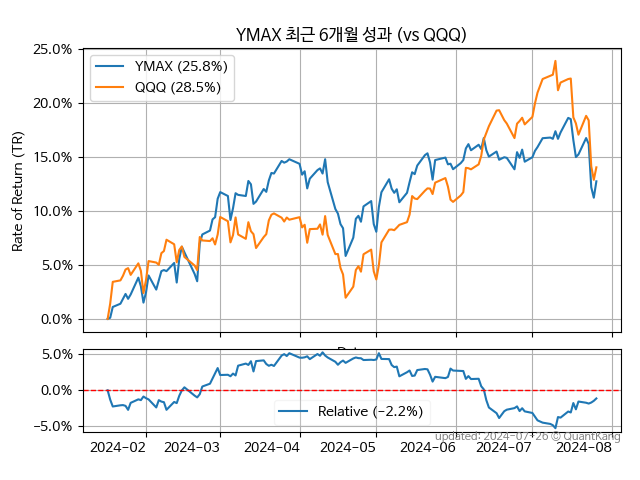 YMAX 최근 6개월 성과 (vs QQQ)
25.0%
20.0%
15.0%
10.0%
5.0%
0.0%
Rate of Return (TR)
YMAX (25.8%)
QQQ (28.5%)
5.0%
0.0%
−5.0%
Relative (−2.2%)
updated: 2024-07-26 © QuantKang
2024-02 2024-03 2024-04 2024-05 2024-06 2024-07 2024-08